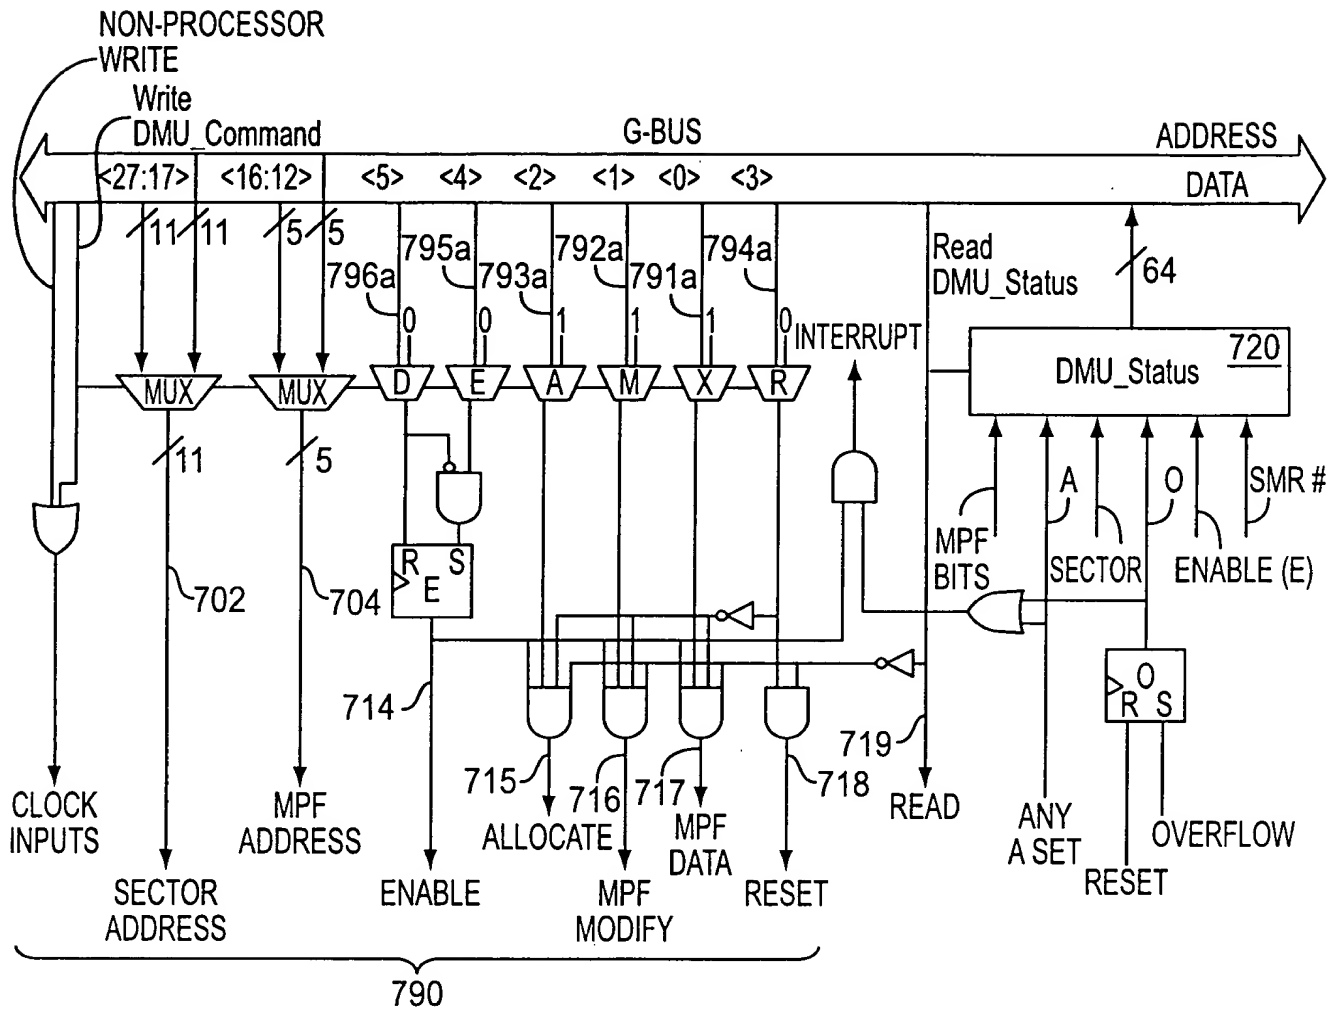 NON-PROCESSOR
WRITE
Write
DMU_Command
G-BUS
ADDRESS
<27:17>
<16:12>
<5>
<4>
<2>
<1>
<0>
<3>
DATA
11
11
5
5
796a
795a
793a
792a
791a
794a
Read
DMU_Status
64
0
0
1
1
1
0
INTERRUPT
720
DMU_Status
MUX
MUX
D
E
A
M
X
R
11
5
A
O
SMR #
MPF
BITS
SECTOR
ENABLE (E)
R
S
E
702
704
O
R
S
714
715
716
717
718
719
CLOCK
INPUTS
MPF
ADDRESS
ALLOCATE
MPF
DATA
READ
ANY
A SET
OVERFLOW
RESET
SECTOR
ADDRESS
ENABLE
MPF
MODIFY
RESET
790